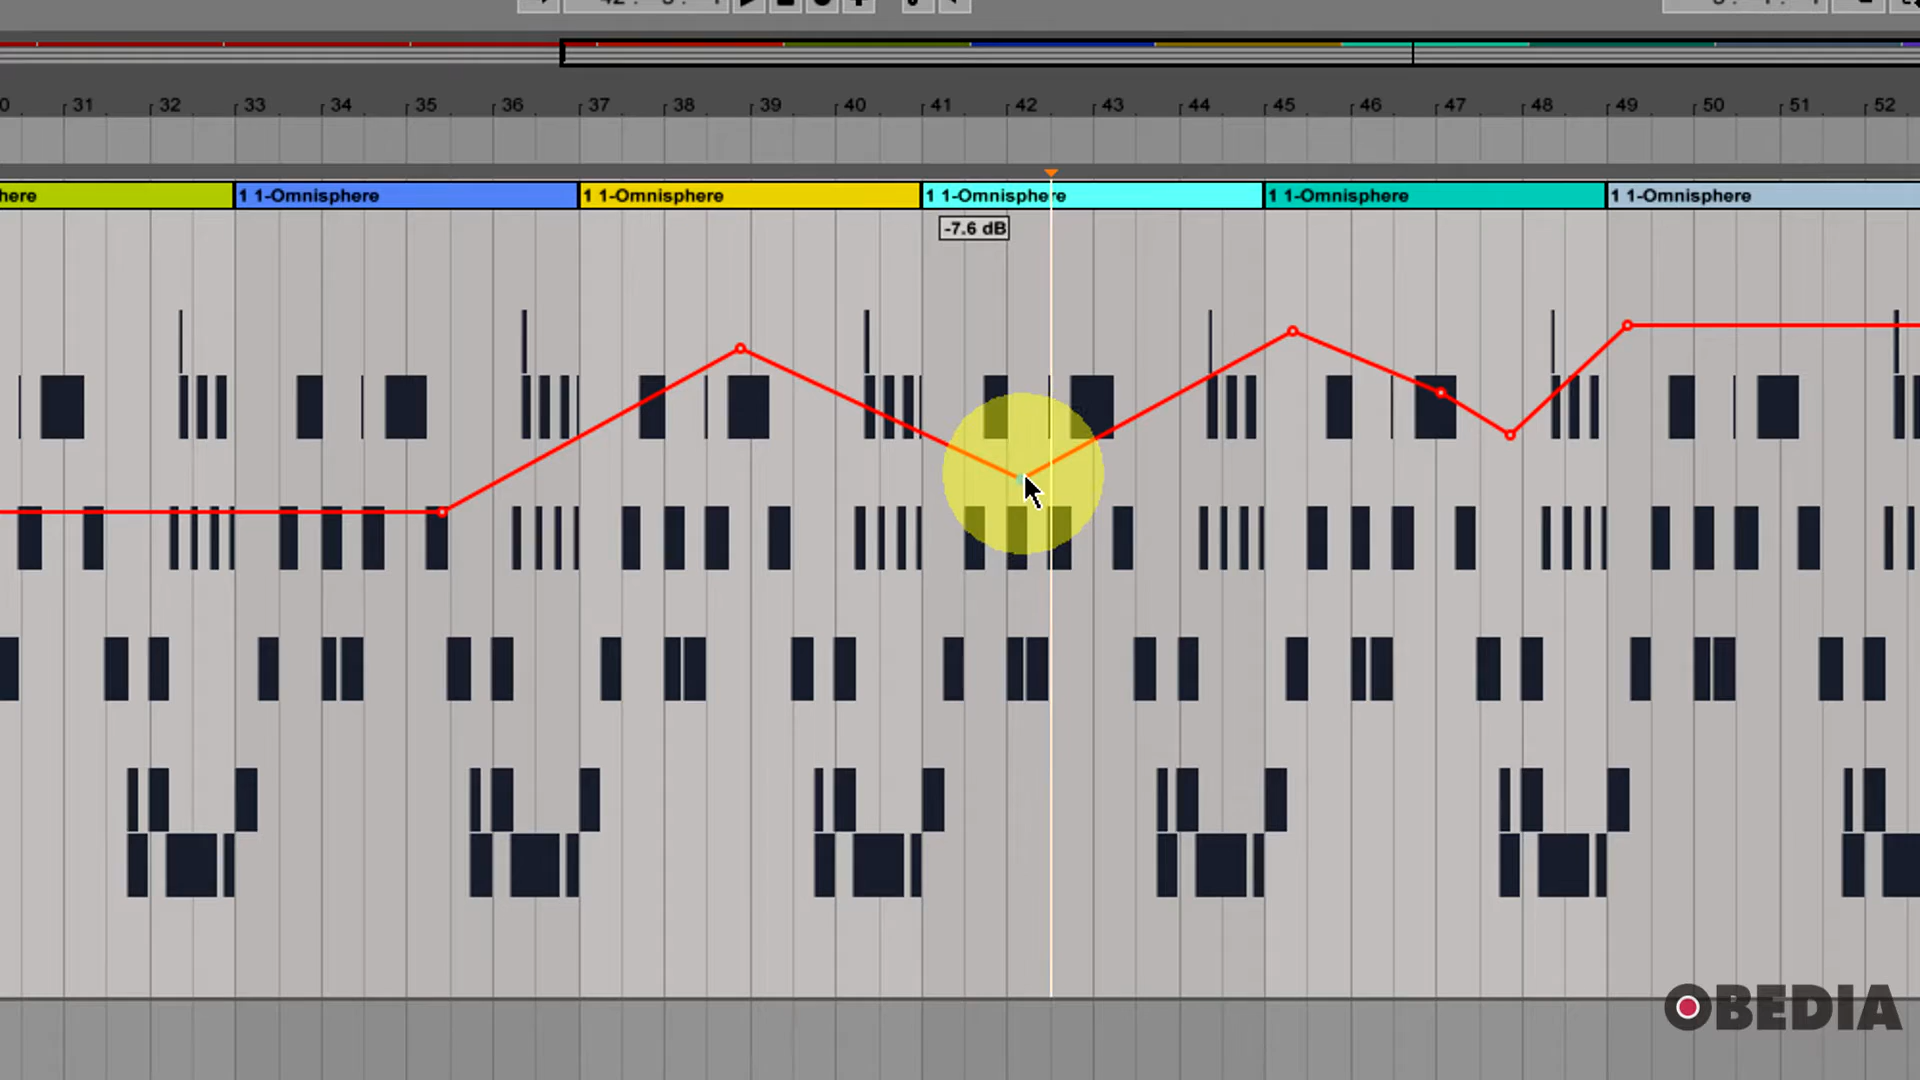 0 31 32 33 34 35 36 37 38 39 40 41 42 43 44 45 46 47 48 49 50 51 52
here 1 1-Omnisphere 1 1-Omnisphere 1 1-Omnisphere 1 1-Omnisphere 1 1-Omnisphere
-7.6 dB
OBEDIA